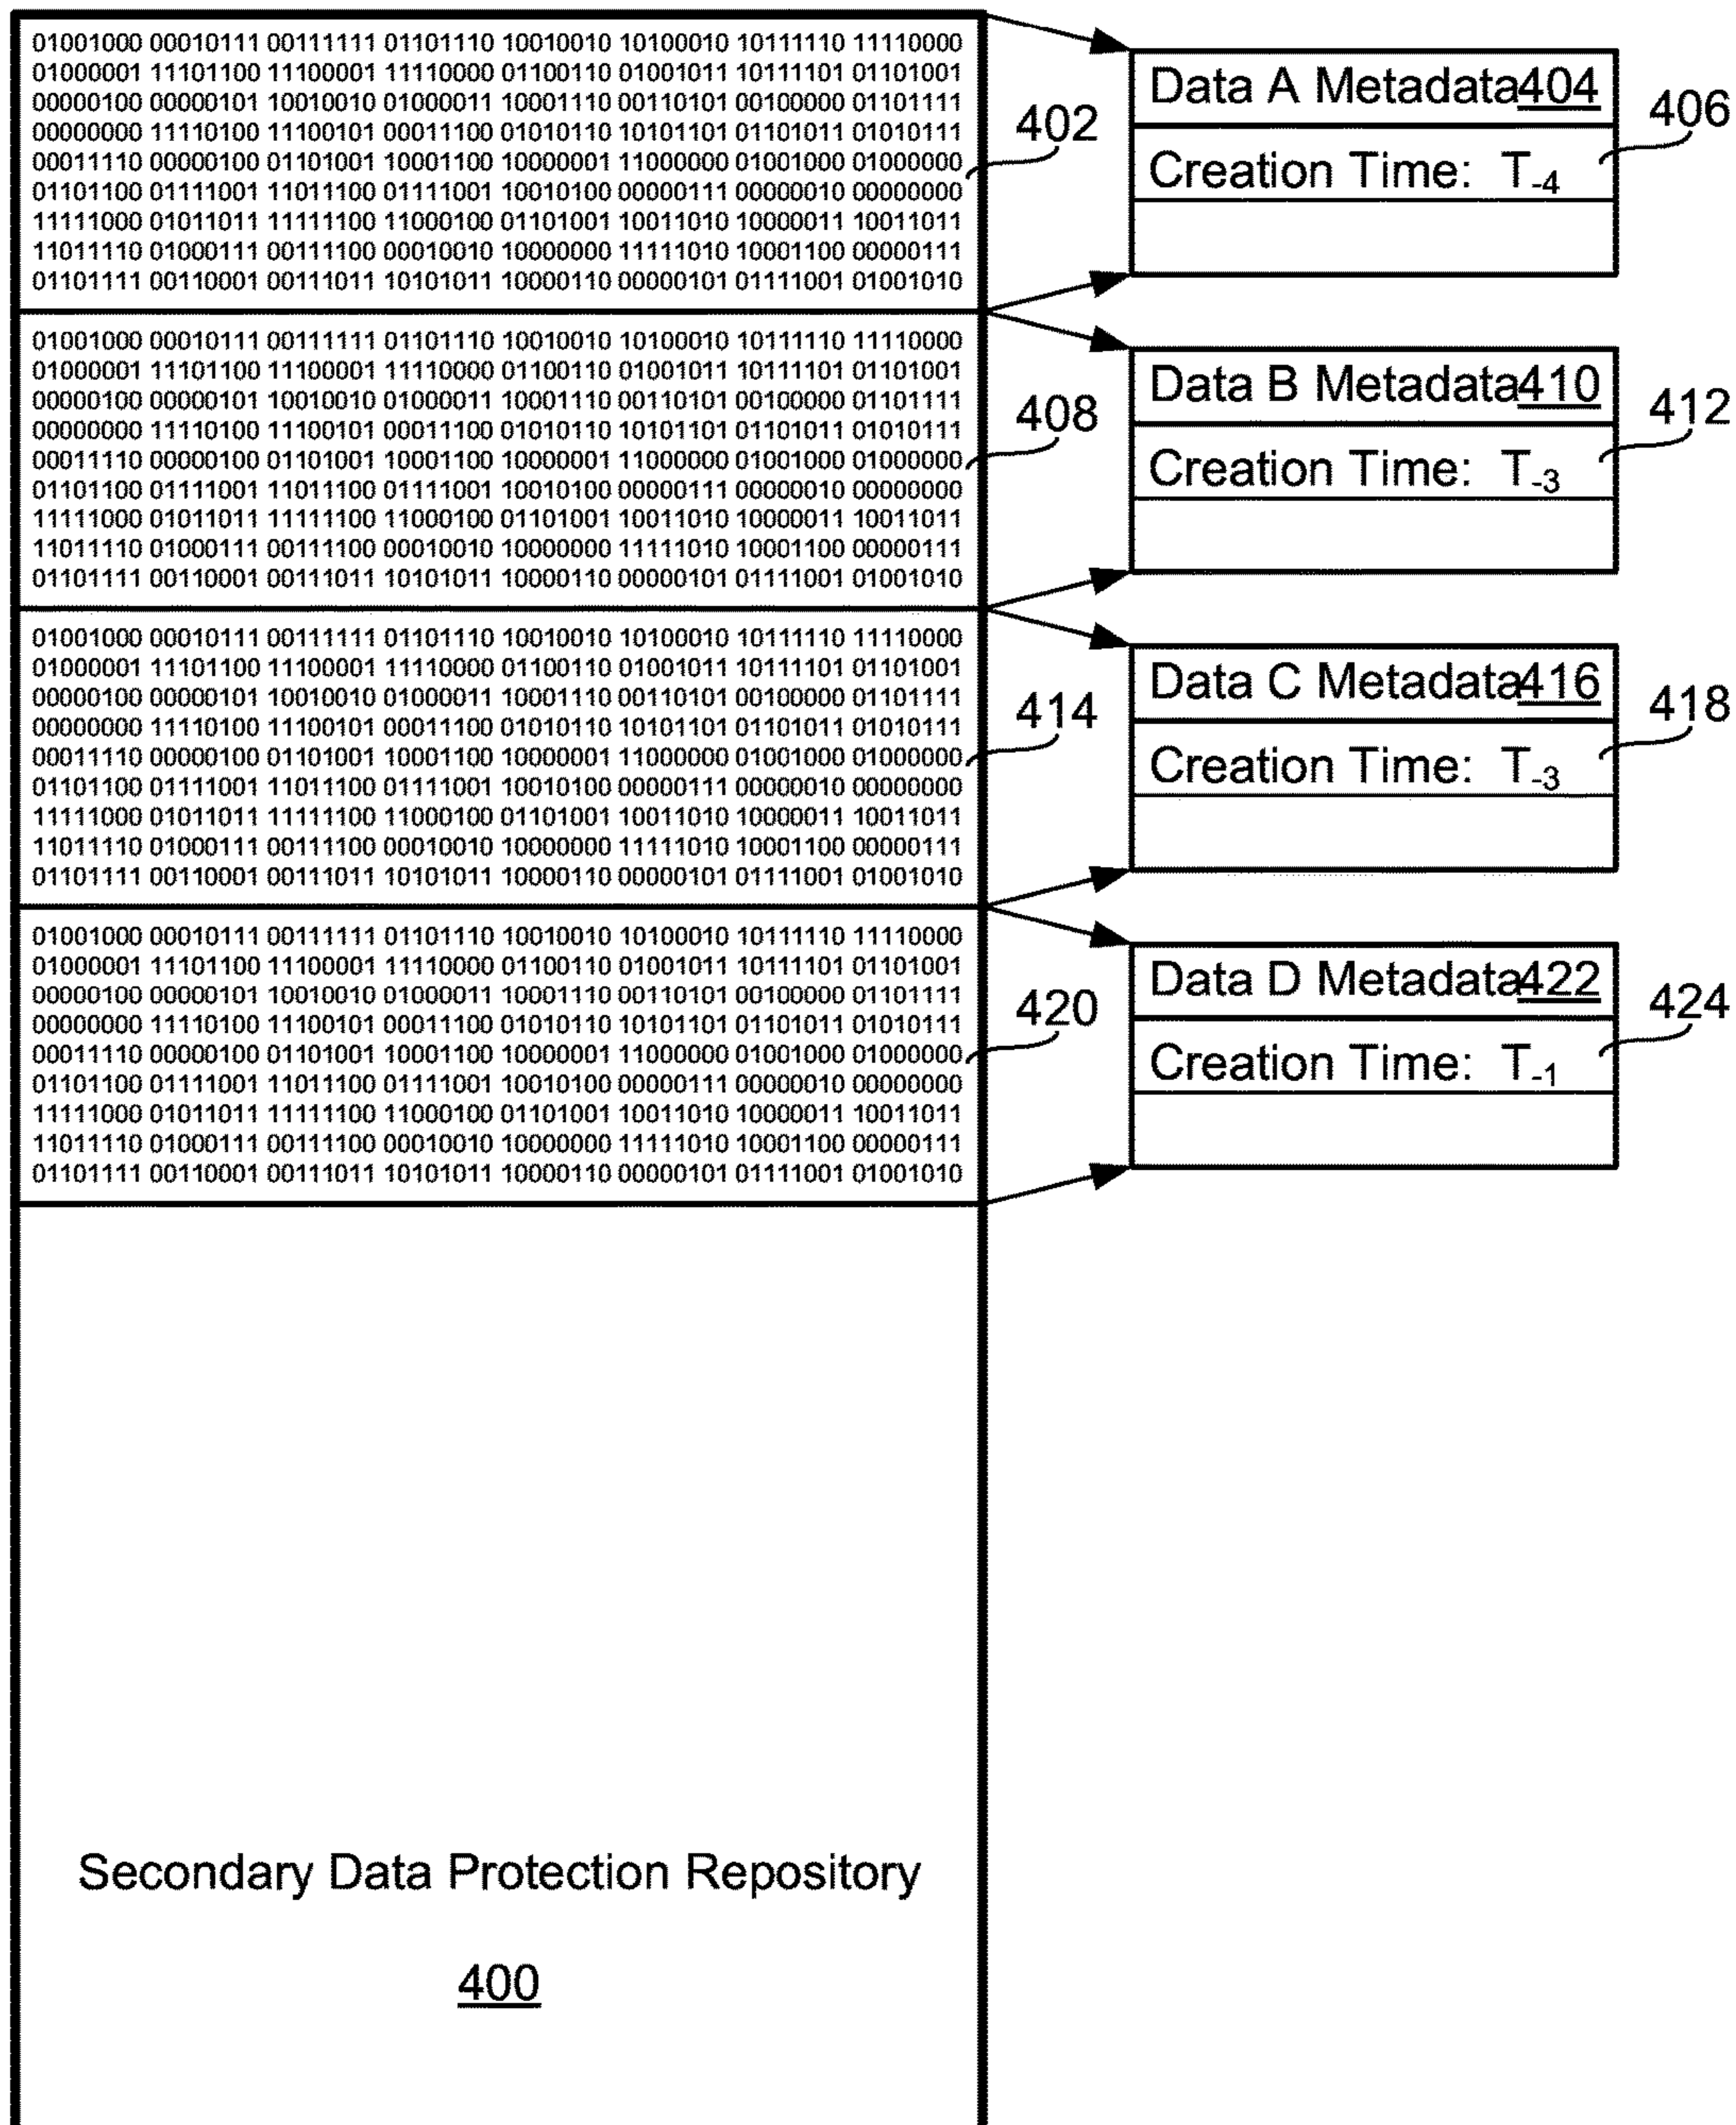 01001000 00010111 00111111 01101110 10010010 10100010 10111110 11110000
01000001 11101100 11100001 11110000 01100110 01001011 10111101 01101001
00000100 00000101 10010010 01000011 10001110 00110101 00100000 01101111
00000000 11110100 11100101 00011100 01010110 10101101 01101011 01010111
00011110 00000100 01101001 10001100 10000001 11000000 01001000 01000000
01101100 01111001 11011100 01111001 10010100 00000111 00000010 00000000
11111000 01011011 11111100 11000100 01101001 10011010 10000011 10011011
11011110 01000111 00111100 00010010 10000000 11111010 10001100 00000111
01101111 00110001 00111011 10101011 10000110 00000101 01111001 01001010
402
Data A Metadata 404
406
Creation Time: T-4
01001000 00010111 00111111 01101110 10010010 10100010 10111110 11110000
01000001 11101100 11100001 11110000 01100110 01001011 10111101 01101001
00000100 00000101 10010010 01000011 10001110 00110101 00100000 01101111
00000000 11110100 11100101 00011100 01010110 10101101 01101011 01010111
00011110 00000100 01101001 10001100 10000001 11000000 01001000 01000000
01101100 01111001 11011100 01111001 10010100 00000111 00000010 00000000
11111000 01011011 11111100 11000100 01101001 10011010 10000011 10011011
11011110 01000111 00111100 00010010 10000000 11111010 10001100 00000111
01101111 00110001 00111011 10101011 10000110 00000101 01111001 01001010
408
Data B Metadata 410
412
Creation Time: T-3
01001000 00010111 00111111 01101110 10010010 10100010 10111110 11110000
01000001 11101100 11100001 11110000 01100110 01001011 10111101 01101001
00000100 00000101 10010010 01000011 10001110 00110101 00100000 01101111
00000000 11110100 11100101 00011100 01010110 10101101 01101011 01010111
00011110 00000100 01101001 10001100 10000001 11000000 01001000 01000000
01101100 01111001 11011100 01111001 10010100 00000111 00000010 00000000
11111000 01011011 11111100 11000100 01101001 10011010 10000011 10011011
11011110 01000111 00111100 00010010 10000000 11111010 10001100 00000111
01101111 00110001 00111011 10101011 10000110 00000101 01111001 01001010
414
Data C Metadata 416
418
Creation Time: T-3
01001000 00010111 00111111 01101110 10010010 10100010 10111110 11110000
01000001 11101100 11100001 11110000 01100110 01001011 10111101 01101001
00000100 00000101 10010010 01000011 10001110 00110101 00100000 01101111
00000000 11110100 11100101 00011100 01010110 10101101 01101011 01010111
00011110 00000100 01101001 10001100 10000001 11000000 01001000 01000000
01101100 01111001 11011100 01111001 10010100 00000111 00000010 00000000
11111000 01011011 11111100 11000100 01101001 10011010 10000011 10011011
11011110 01000111 00111100 00010010 10000000 11111010 10001100 00000111
01101111 00110001 00111011 10101011 10000110 00000101 01111001 01001010
420
Data D Metadata 422
424
Creation Time: T-1
Secondary Data Protection Repository
400